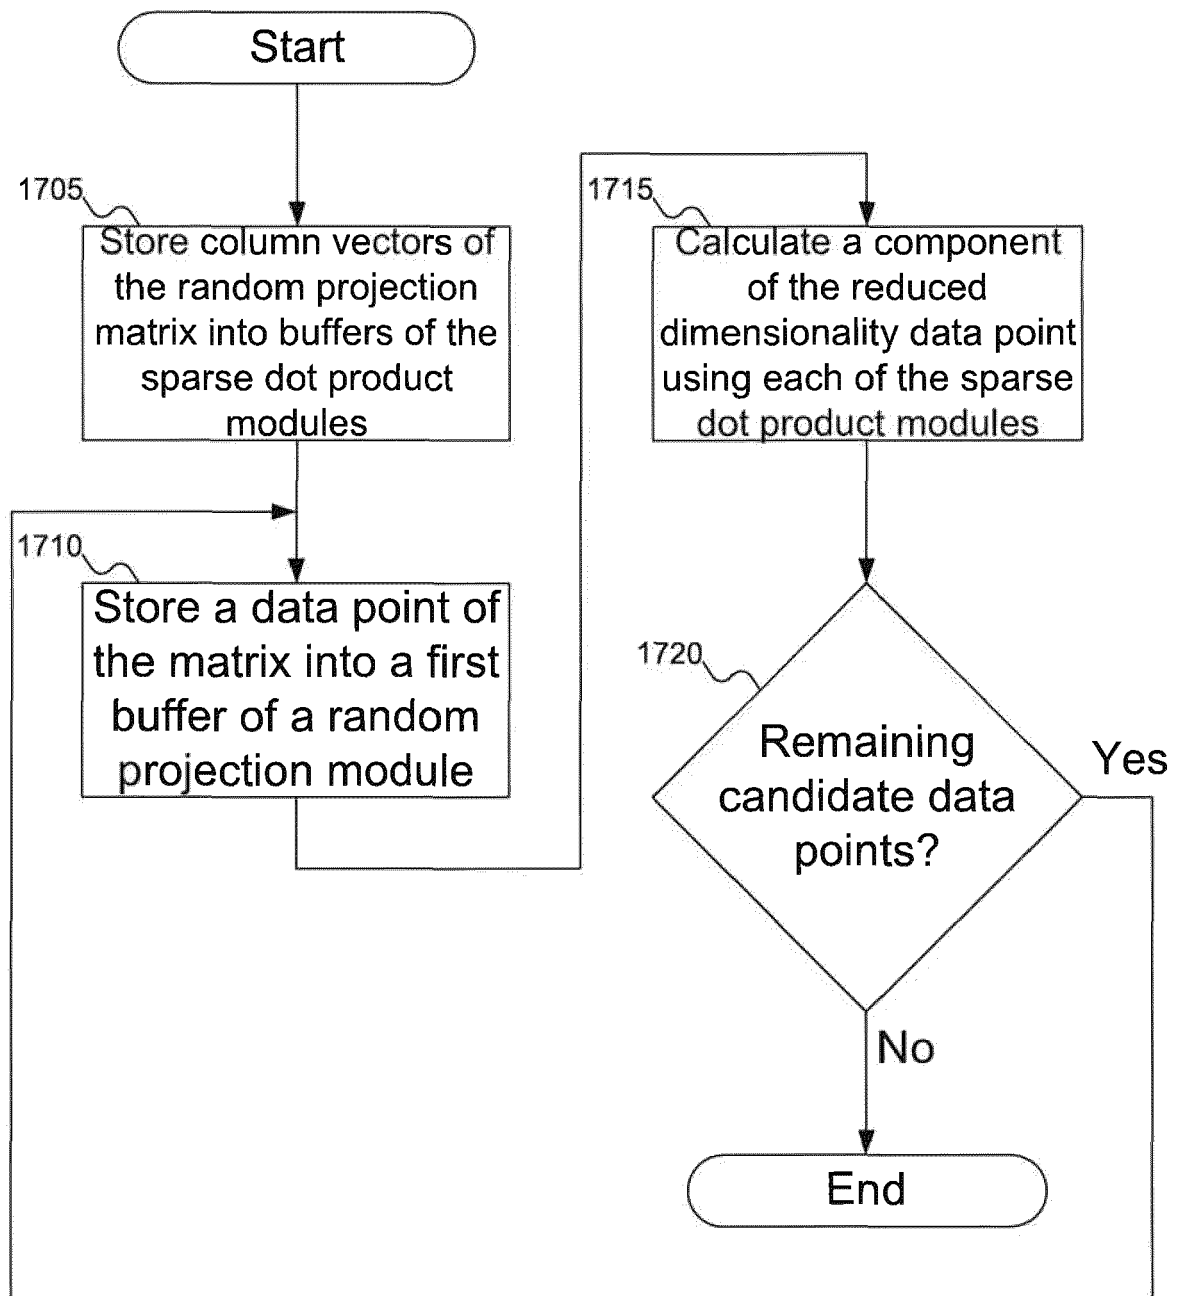 Start
1705
Store column vectors of
the random projection
matrix into buffers of the
sparse dot product
modules
1710
Store a data point of
the matrix into a first
buffer of a random
projection module
1715
Calculate a component
of the reduced
dimensionality data point
using each of the sparse
dot product modules
1720
Remaining
candidate data
points?
Yes
No
End